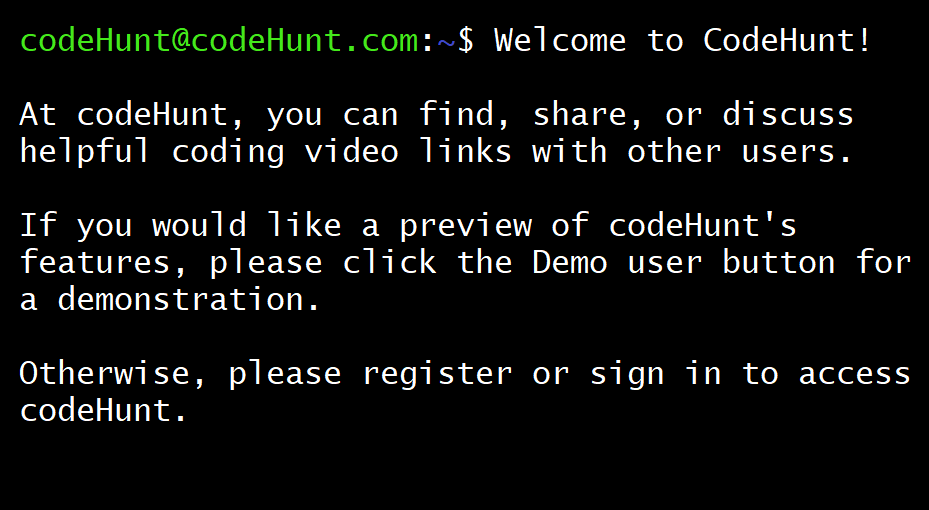 codeHunt@codeHunt.com:~$ Welcome to CodeHunt!
At codeHunt, you can find, share, or discuss
helpful coding video links with other users.
If you would like a preview of codeHunt's
features, please click the Demo user button for
a demonstration.
Otherwise, please register or sign in to access
codeHunt.